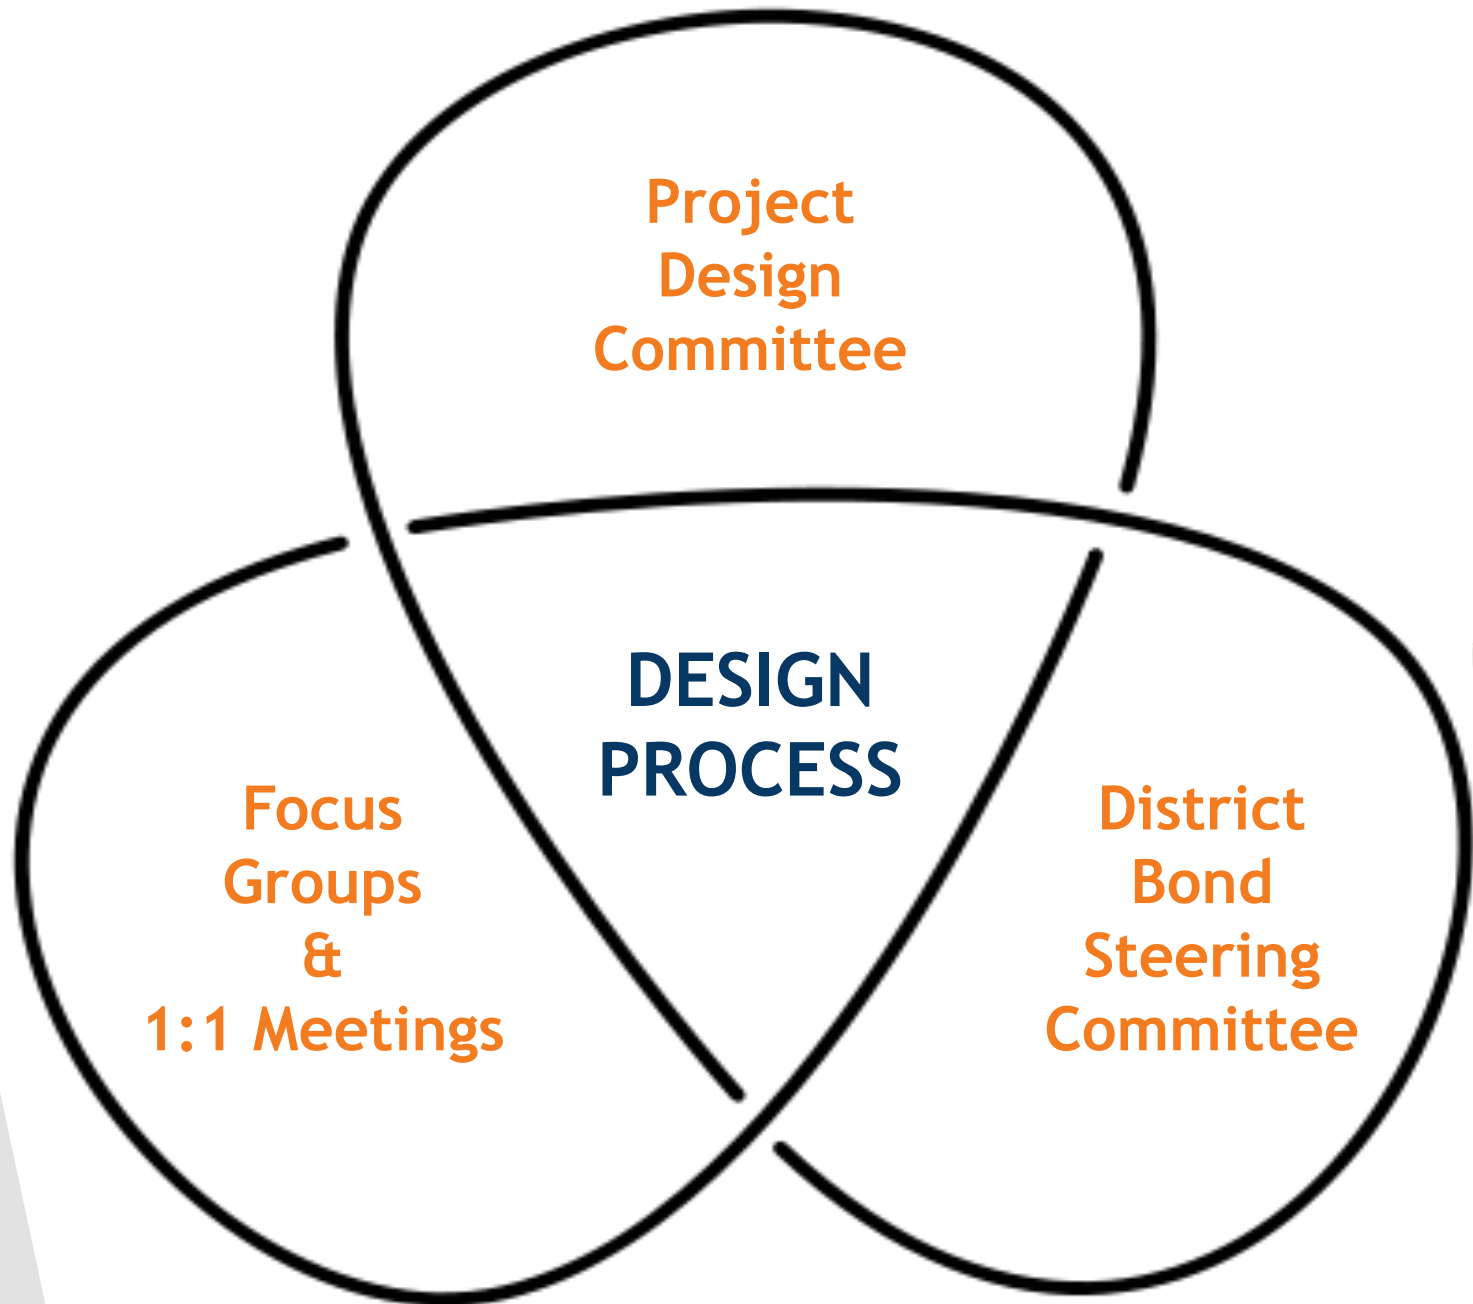 Project
Design
Committee
DESIGN
PROCESS
Focus
Groups
&
1:1 Meetings
District
Bond
Steering
Committee